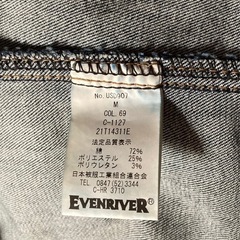 No. USD901
M
COL. 69
C-1127
21T14311E
法定品質表示
綿 72%
ポリエステル 25%
ポリウレタン 3%
日本被服工業組合連合会
TEL 0847(52)3344
C-HR 3710
EVENRIVER®